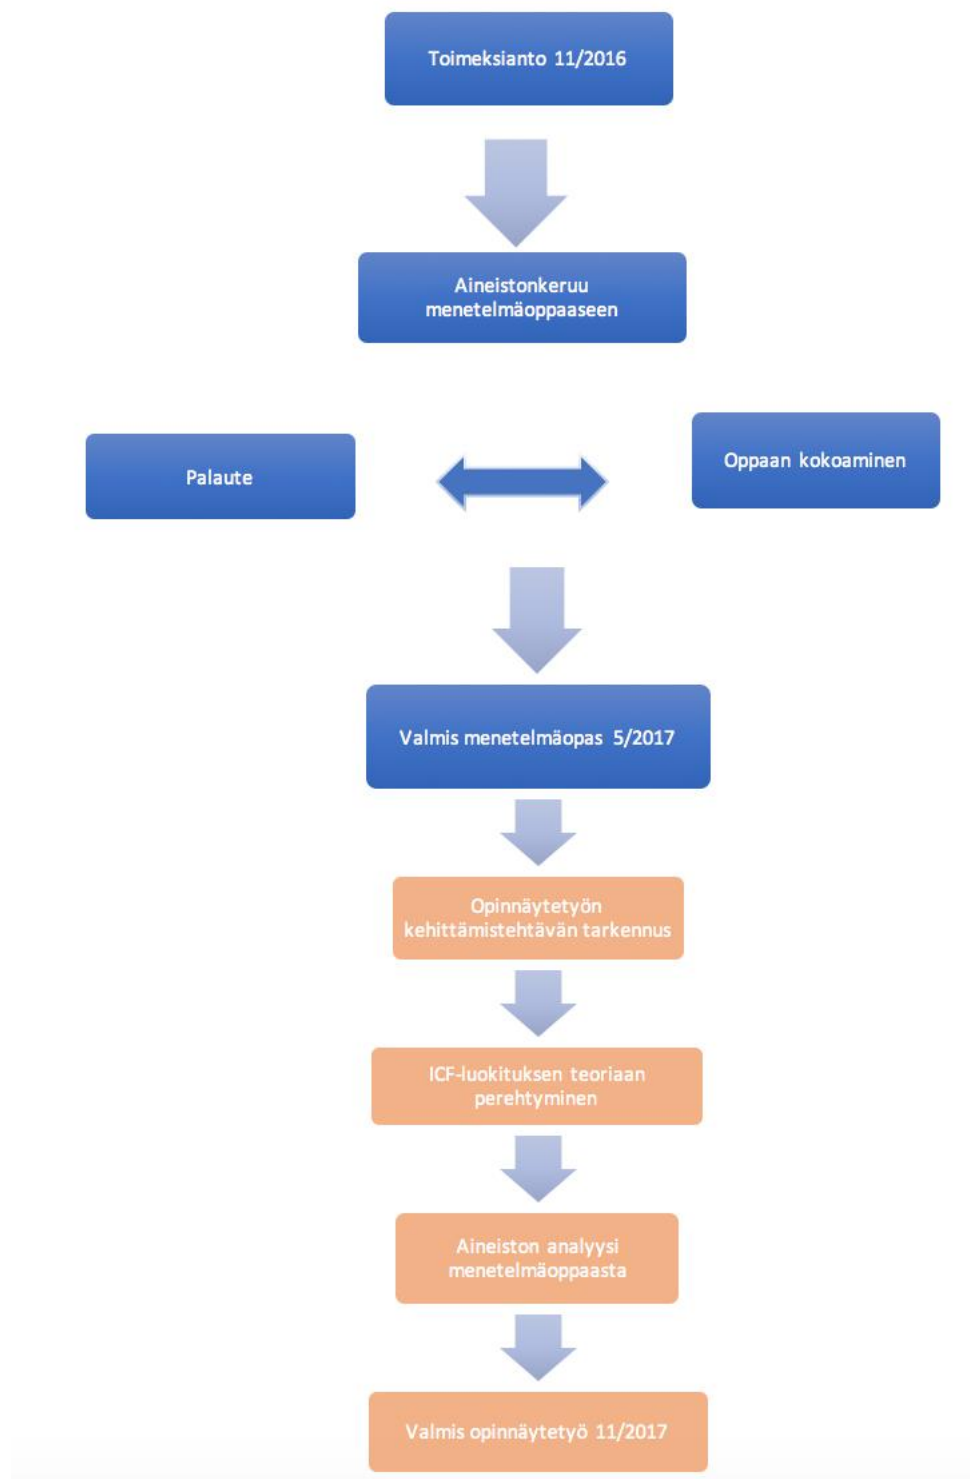 Toimeksianto 11/2016
Aineistonkeruu
menetelmäoppaaseen
Palaute
Oppaan kokoaminen
Valmis menetelmäopas 5/2017
Opinnäytetyön
kehittämistehtävän tarkennus
ICF-luokituksen teoriaan
perehtyminen
Aineiston analyysi
menetelmäoppaasta
Valmis opinnäytetyö 11/2017